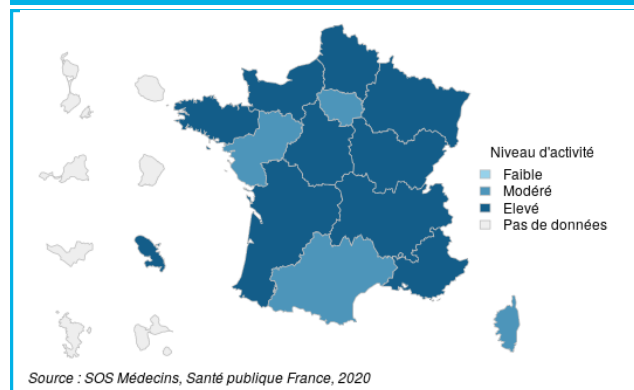 Niveau d'activité
Faible
Modéré
Elevé
Pas de données
Source : SOS Médecins, Santé publique France, 2020